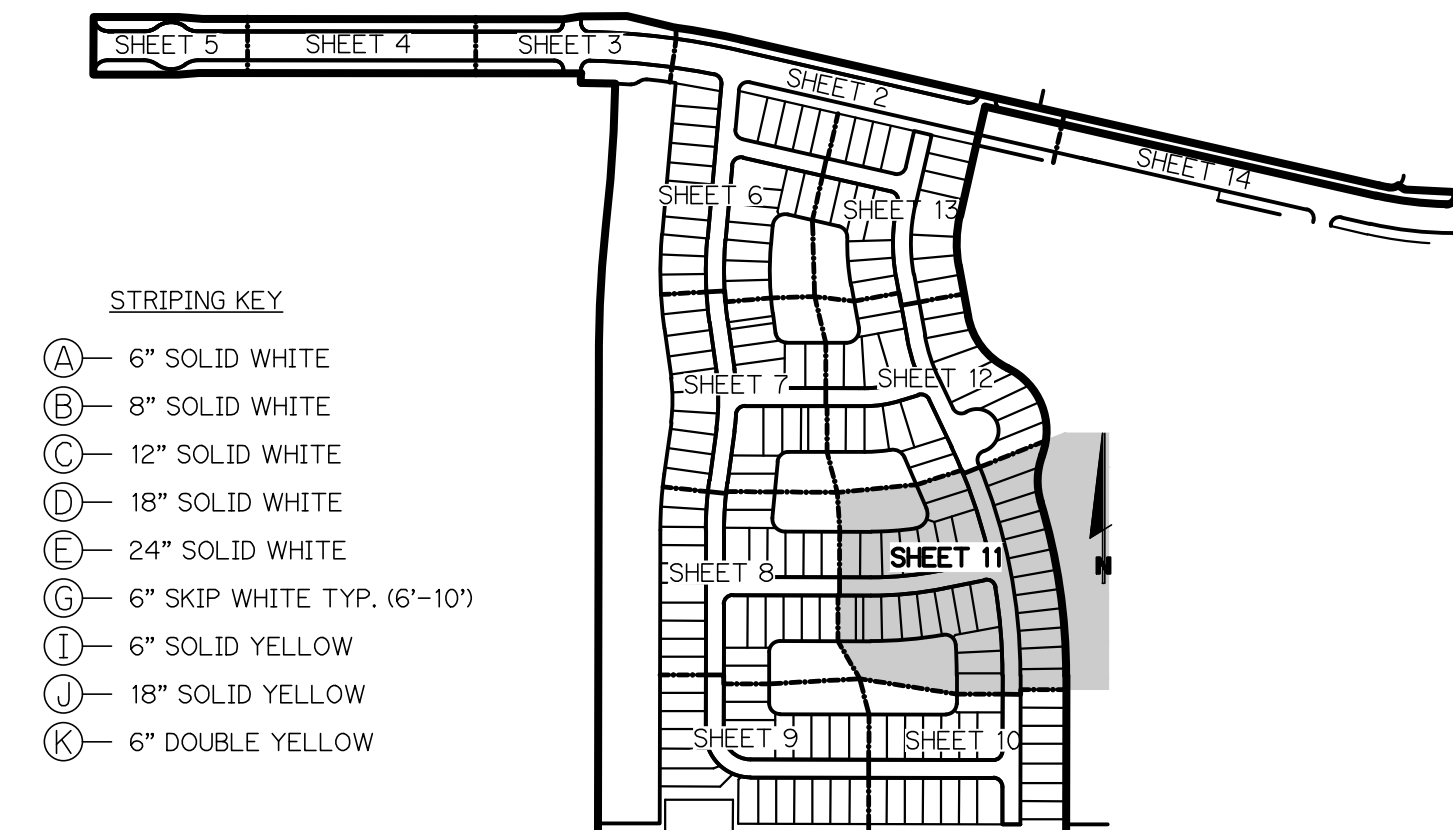 SHEET 5
SHEET 4
SHEET 3
SHEET 2
SHEET 14
SHEET 6
SHEET 13
STRIPING KEY
A 6” SOLID WHITE
B 8” SOLID WHITE
C 12” SOLID WHITE
D 18” SOLID WHITE
E 24” SOLID WHITE
G 6” SKIP WHITE TYP. (6’-10’)
I 6” SOLID YELLOW
J 18” SOLID YELLOW
K 6” DOUBLE YELLOW
SHEET 7
SHEET 12
SHEET 8
SHEET 11
N
SHEET 9
SHEET 10